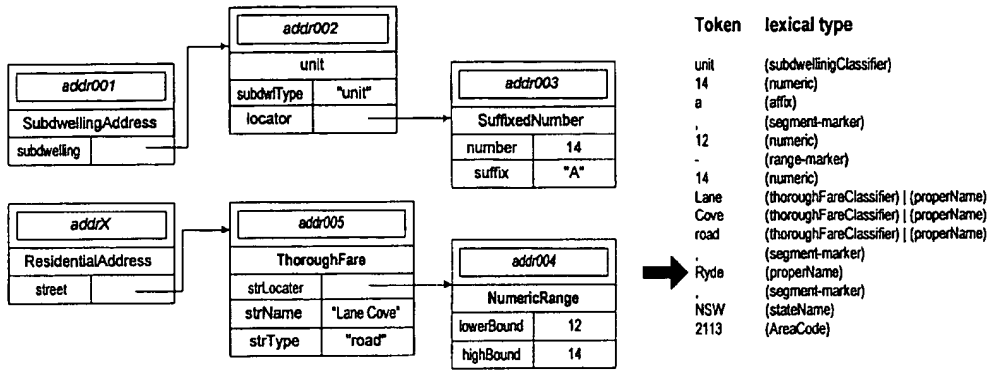 addr001
SubdwellingAddress
subdwelling
addr002
unit
subdwlType "unit"
locator
addr003
SuffixedNumber
number 14
suffix "A"
addrX
ResidentialAddress
street
addr005
ThoroughFare
strLocater
strName "Lane Cove"
strType "road"
addr004
NumericRange
lowerBound 12
highBound 14
Token lexical type
unit (subdwellinigClassifier)
14 (numeric)
a (affix)
, (segment-marker)
12 (numeric)
- (range-marker)
14 (numeric)
Lane (thoroughFareClassifier) | (properName)
Cove (thoroughFareClassifier) | (properName)
road (thoroughFareClassifier) | (properName)
, (segment-marker)
Ryde (properName)
, (segment-marker)
NSW (stateName)
2113 (AreaCode)